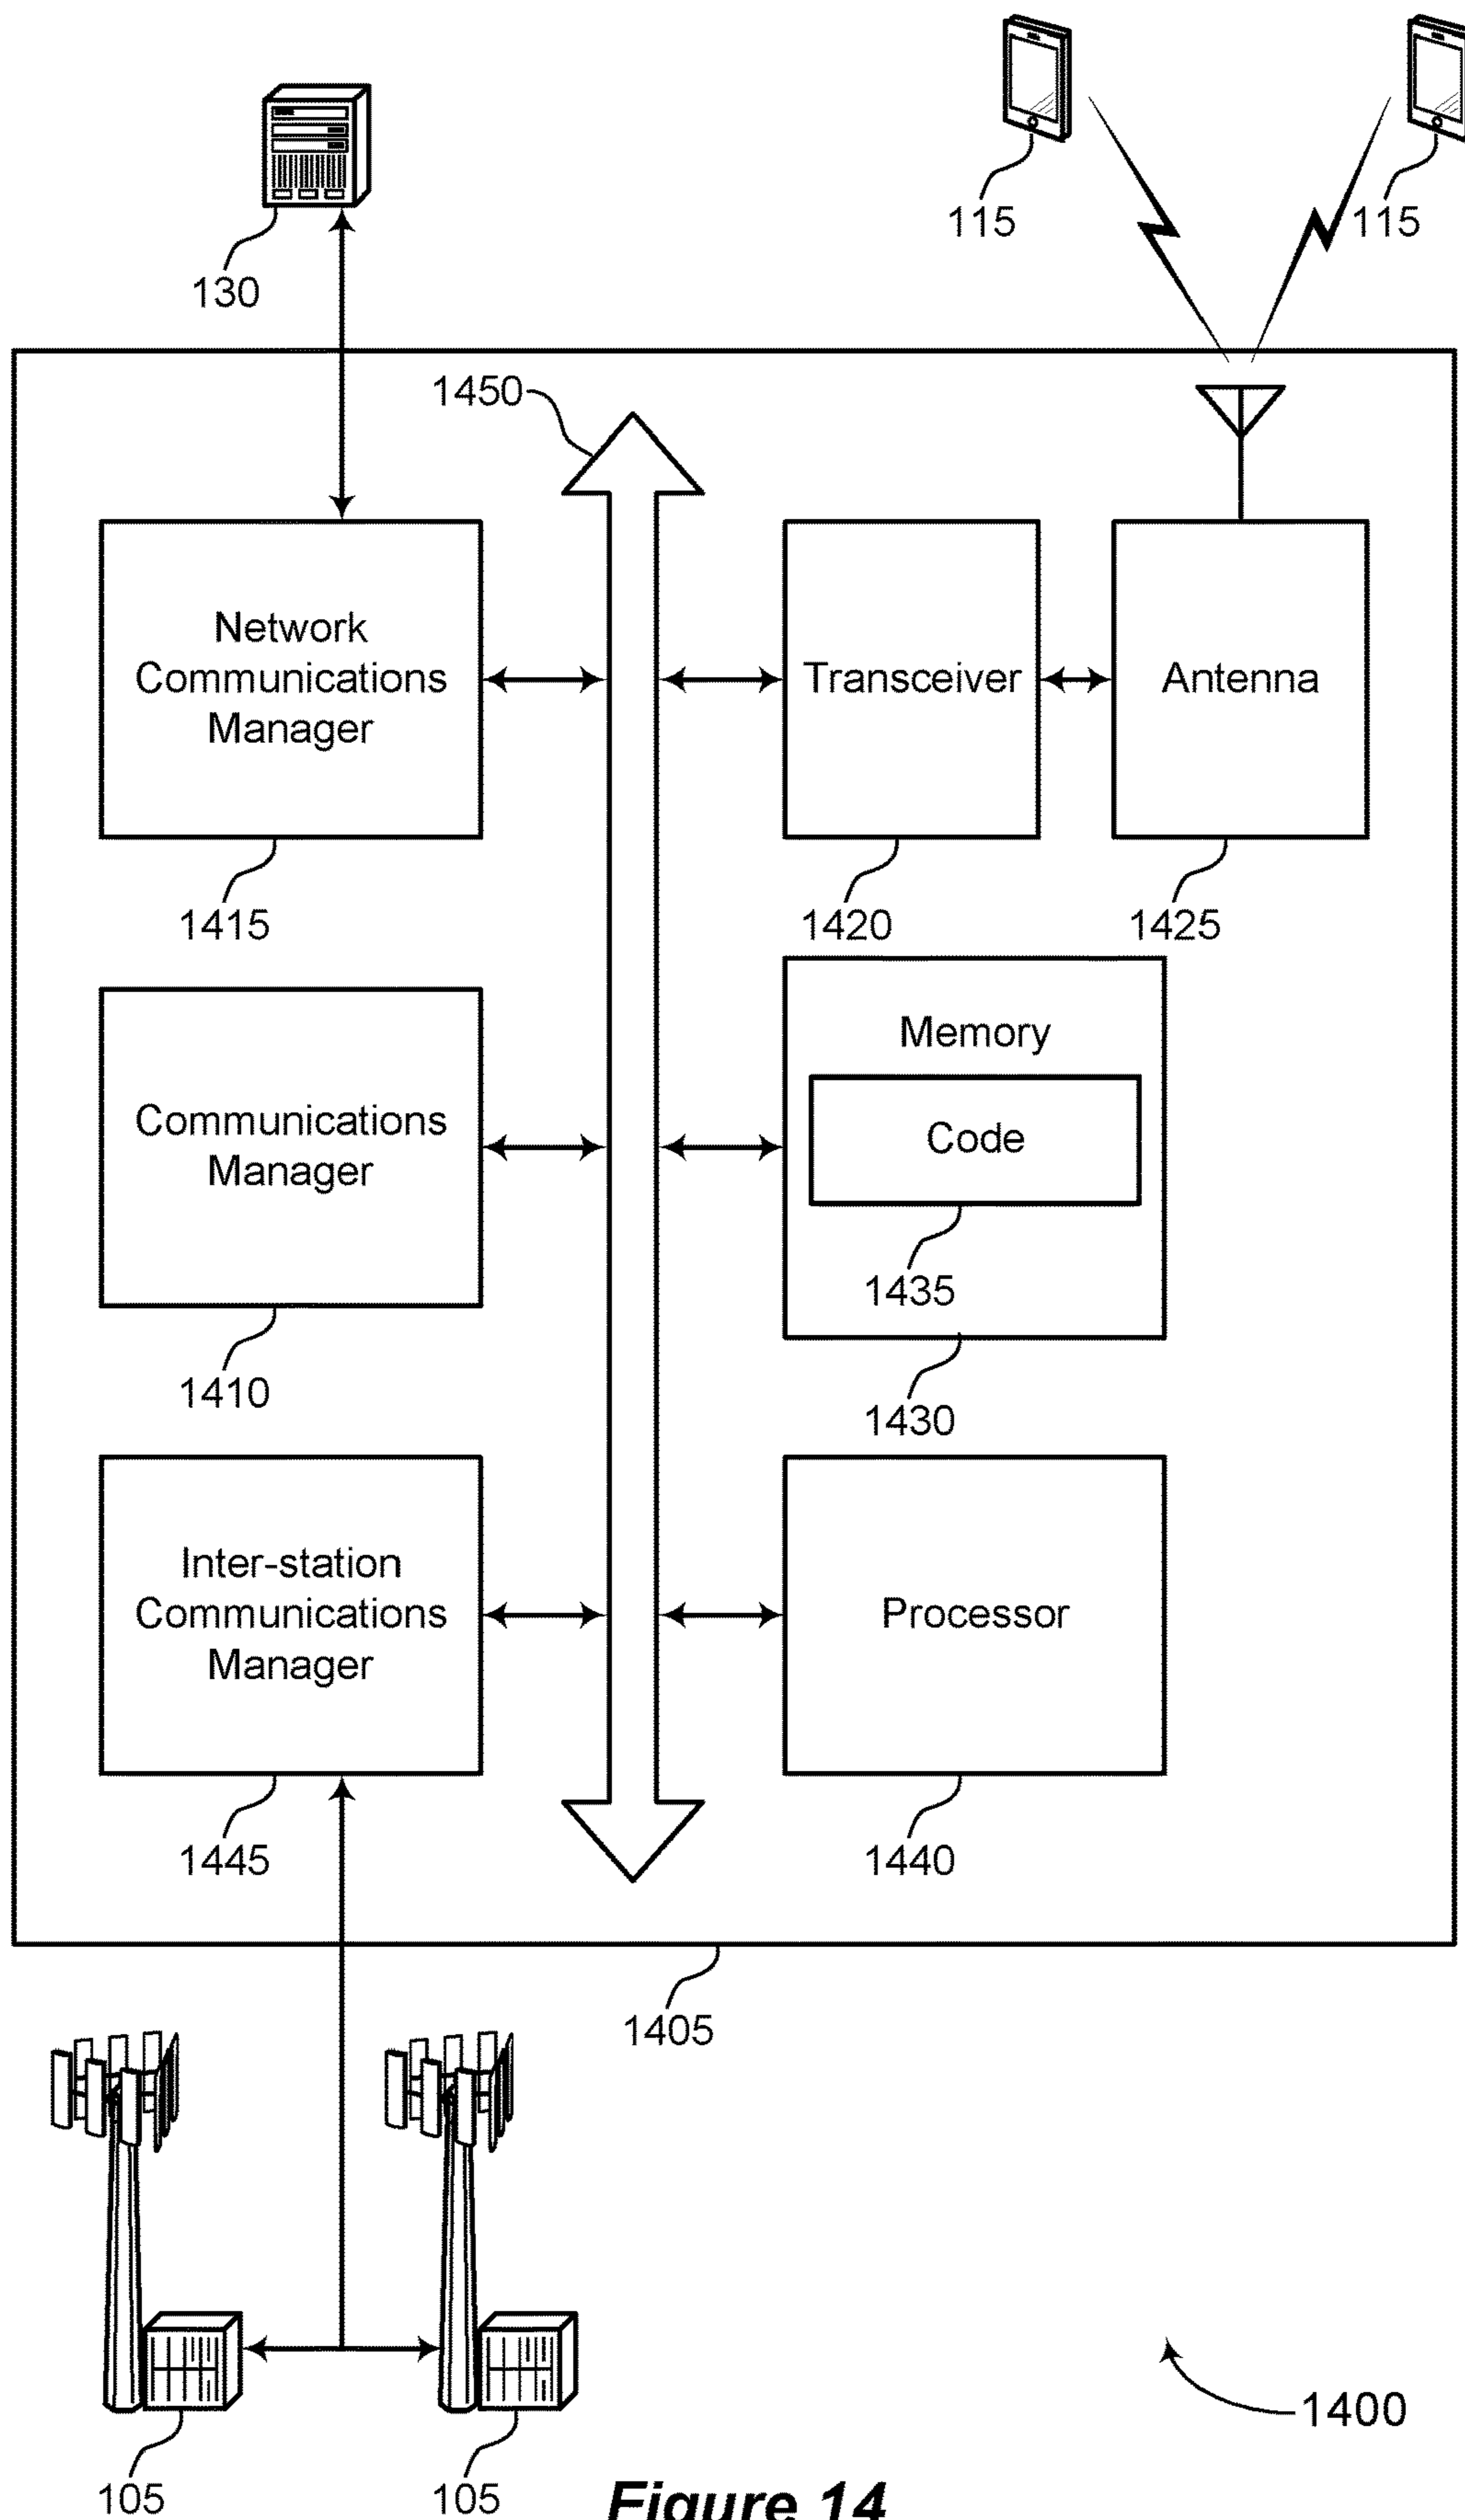 115
115
130
1450
Network
Communications
Manager
Transceiver
Antenna
1415
1420
1425
Memory
Communications
Manager
Code
1435
1410
1430
Inter-station
Communications
Manager
Processor
1445
1440
1405
1400
105
105
Figure 14